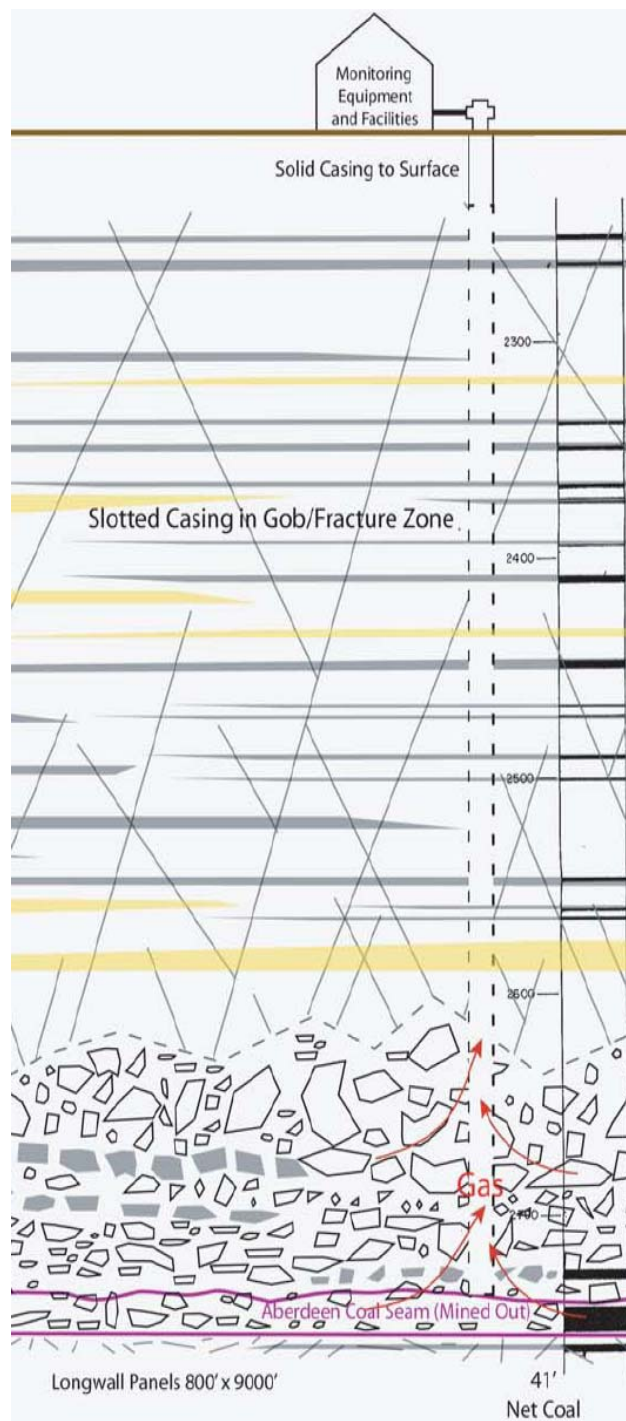 Monitoring
Equipment
and Facilities
Solid Casing to Surface
2300
Slotted Casing in Gob/Fracture Zone
2400
2500
2600
Gas
2700
Aberdeen Coal Seam (Mined Out)
Longwall Panels 800' x 9000'
41'
Net Coal